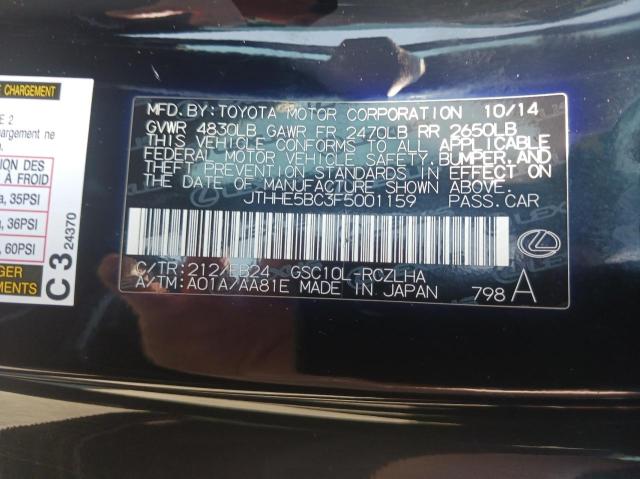 MFD. BY: TOYOTA MOTOR CORPORATION 10/14
GVWR 4830LB GAWR FR 2470LB RR 2650LB
THIS VEHICLE CONFORMS TO ALL APPLICABLE
FEDERAL MOTOR VEHICLE SAFETY, BUMPER, AND
THEFT PREVENTION STANDARDS IN EFFECT ON
THE DATE OF MANUFACTURE SHOWN ABOVE.
JTHHE5BC3F5001159 PASS.CAR
C/TR: 212/EB24 GSC10L-RCZLHA
A/TM: A01A/AA81E MADE IN JAPAN 798 A
CHARGEMENT
E 2
argement ne
n.
ION DES
À FROID
a, 35PSI
a, 36PSI
, 60PSI
GER
EMENTS
C3 24370